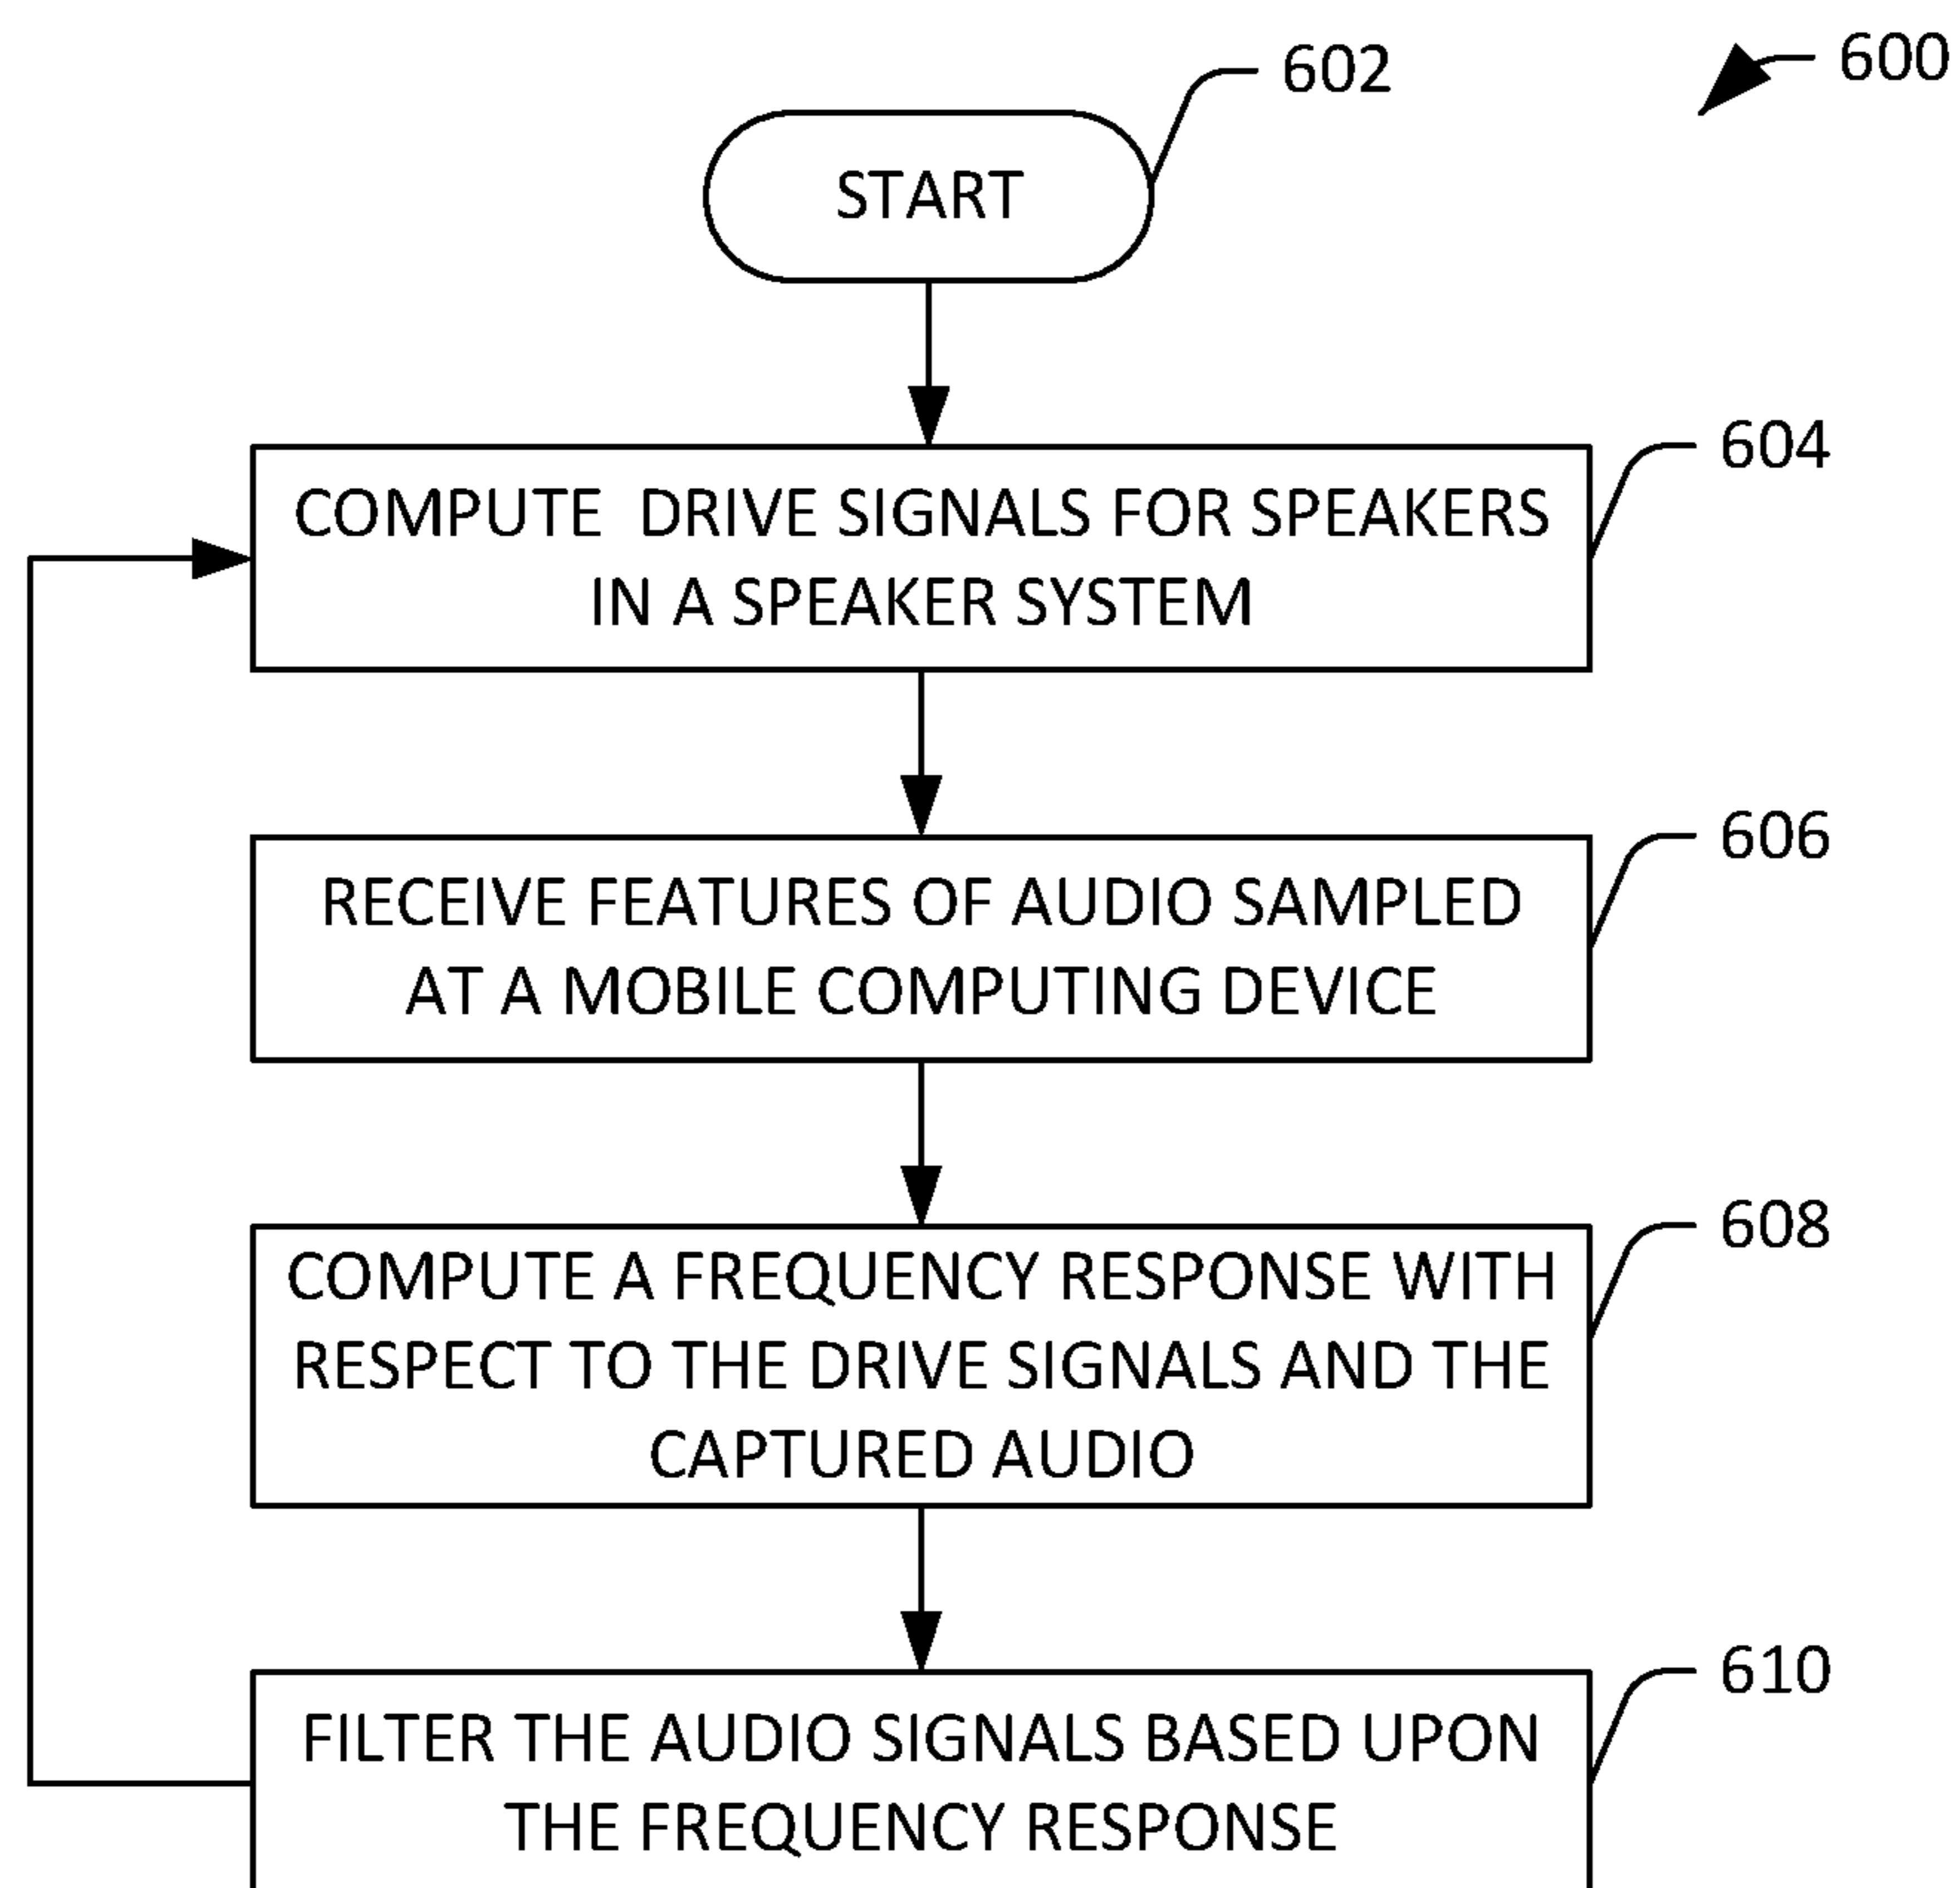 600
602
START
604
COMPUTE DRIVE SIGNALS FOR SPEAKERS
IN A SPEAKER SYSTEM
606
RECEIVE FEATURES OF AUDIO SAMPLED
AT A MOBILE COMPUTING DEVICE
608
COMPUTE A FREQUENCY RESPONSE WITH
RESPECT TO THE DRIVE SIGNALS AND THE
CAPTURED AUDIO
610
FILTER THE AUDIO SIGNALS BASED UPON
THE FREQUENCY RESPONSE